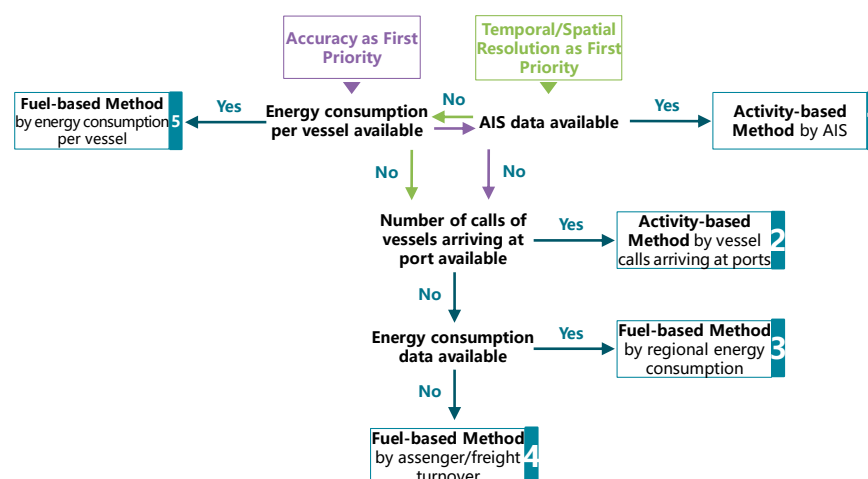 Accuracy as First
Priority
Temporal/Spatial
Resolution as First
Priority
Fuel-based Method
by energy consumption
per vessel
5
Yes
Energy consumption
per vessel available
No
AIS data available
Yes
Activity-based
Method by AIS
No
No
Number of calls of
vessels arriving at
port available
Yes
Activity-based
Method by vessel
calls arriving at ports
2
No
Energy consumption
data available
Yes
Fuel-based Method
by regional energy
consumption
3
No
Fuel-based Method
by assenger/freight
turnover
4